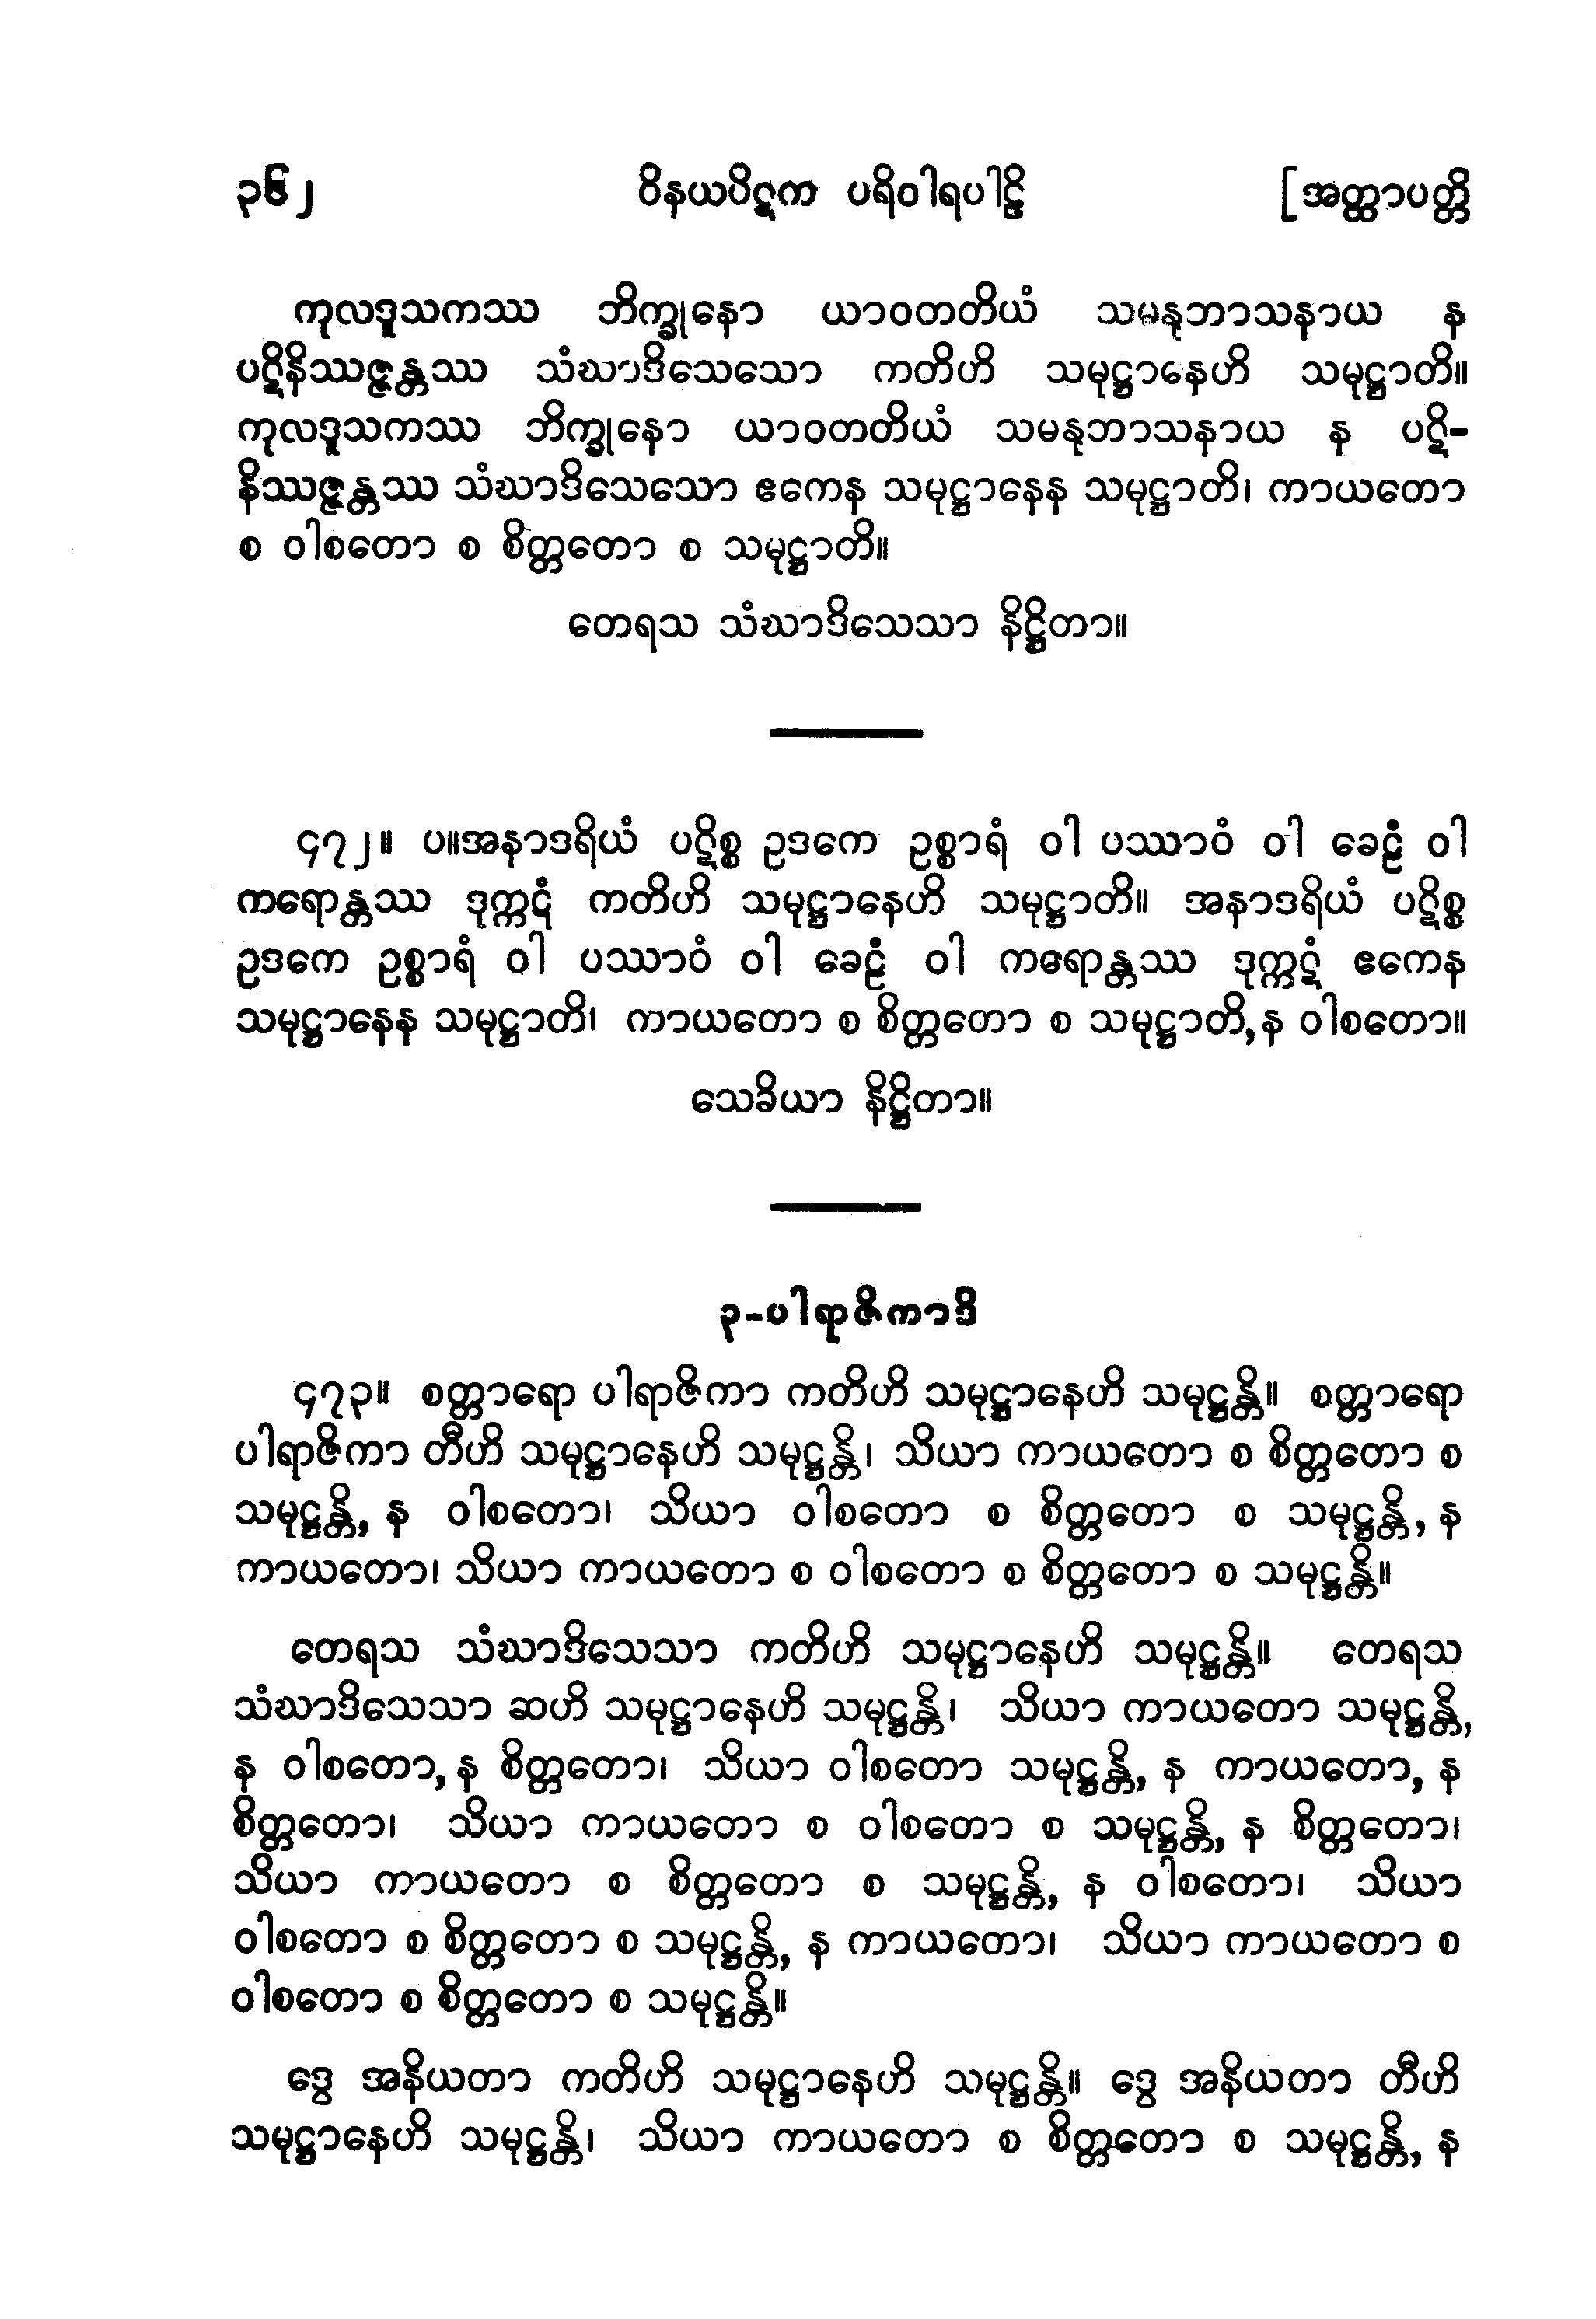 ၃၆၂ ဝိနယပိဋက ပရိဝါရပါဠိ [အတ္ထာပတ္တိ
ကုလဒူသကဿ ဘိက္ခုနော ယာဝတတိယံ သမနုဘာသနာယ န
ပဋိနိဿဇ္ဇန္တဿ သံဃာဒိသေသော ကတိဟိ သမုဋ္ဌာနေဟိ သမုဋ္ဌာတိ။
ကုလဒူသကဿ ဘိက္ခုနော ယာဝတတိယံ သမနုဘာသနာယ န ပဋိ-
နိဿဇ္ဇန္တဿ သံဃာဒိသေသော ဧကေန သမုဋ္ဌာနေန သမုဋ္ဌာတိ၊ ကာယတော
စ ဝါစတော စ စိတ္တတော စ သမုဋ္ဌာတိ။
တေရသ သံဃာဒိသေသာ နိဋ္ဌိတာ။
၄၇၂။ ပ။အနာဒရိယံ ပဋိစ္စ ဥဒကေ ဥစ္စာရံ ဝါ ပဿာဝံ ဝါ ခေဠံ ဝါ
ကရောန္တဿ ဒုက္ကဋံ ကတိဟိ သမုဋ္ဌာနေဟိ သမုဋ္ဌာတိ။ အနာဒရိယံ ပဋိစ္စ
ဥဒကေ ဥစ္စာရံ ဝါ ပဿာဝံ ဝါ ခေဠံ ဝါ ကရောန္တဿ ဒုက္ကဋံ ဧကေန
သမုဋ္ဌာနေန သမုဋ္ဌာတိ၊ ကာယတော စ စိတ္တတော စ သမုဋ္ဌာတိ, န ဝါစတော။
သေခိယာ နိဋ္ဌိတာ။
၃-ပါရာဇိကာဒိ
၄၇၃။ စတ္တာရော ပါရာဇိကာ ကတိဟိ သမုဋ္ဌာနေဟိ သမုဋ္ဌန္တိ။ စတ္တာရော
ပါရာဇိကာ တီဟိ သမုဋ္ဌာနေဟိ သမုဋ္ဌန္တိ၊ သိယာ ကာယတော စ စိတ္တတော စ
သမုဋ္ဌန္တိ, န ဝါစတော၊ သိယာ ဝါစတော စ စိတ္တတော စ သမုဋ္ဌန္တိ, န
ကာယတော၊ သိယာ ကာယတော စ ဝါစတော စ စိတ္တတော စ သမုဋ္ဌန္တိ။
တေရသ သံဃာဒိသေသာ ကတိဟိ သမုဋ္ဌာနေဟိ သမုဋ္ဌန္တိ။ တေရသ
သံဃာဒိသေသာ ဆဟိ သမုဋ္ဌာနေဟိ သမုဋ္ဌန္တိ၊ သိယာ ကာယတော သမုဋ္ဌန္တိ,
န ဝါစတော, န စိတ္တတော၊ သိယာ ဝါစတော သမုဋ္ဌန္တိ, န ကာယတော, န
စိတ္တတော၊ သိယာ ကာယတော စ ဝါစတော စ သမုဋ္ဌန္တိ, န စိတ္တတော၊
သိယာ ကာယတော စ စိတ္တတော စ သမုဋ္ဌန္တိ, န ဝါစတော၊ သိယာ
ဝါစတော စ စိတ္တတော စ သမုဋ္ဌန္တိ, န ကာယတော၊ သိယာ ကာယတော စ
ဝါစတော စ စိတ္တတော စ သမုဋ္ဌန္တိ။
ဒွေ အနိယတာ ကတိဟိ သမုဋ္ဌာနေဟိ သမုဋ္ဌန္တိ။ ဒွေ အနိယတာ တီဟိ
သမုဋ္ဌာနေဟိ သမုဋ္ဌန္တိ၊ သိယာ ကာယတော စ စိတ္တတော စ သမုဋ္ဌန္တိ, န